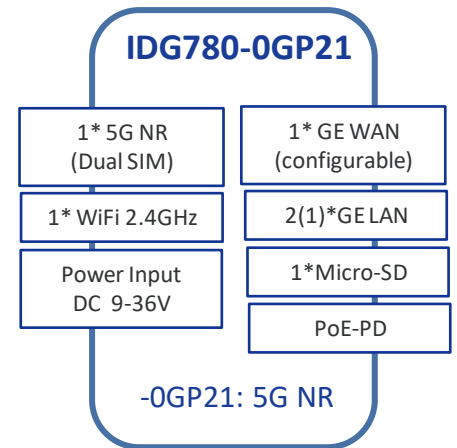 IDG780-0GP21
1* 5G NR
(Dual SIM)
1* WiFi 2.4GHz
Power Input
DC 9-36V
1* GE WAN
(configurable)
2(1)*GE LAN
1*Micro-SD
PoE-PD
-0GP21: 5G NR